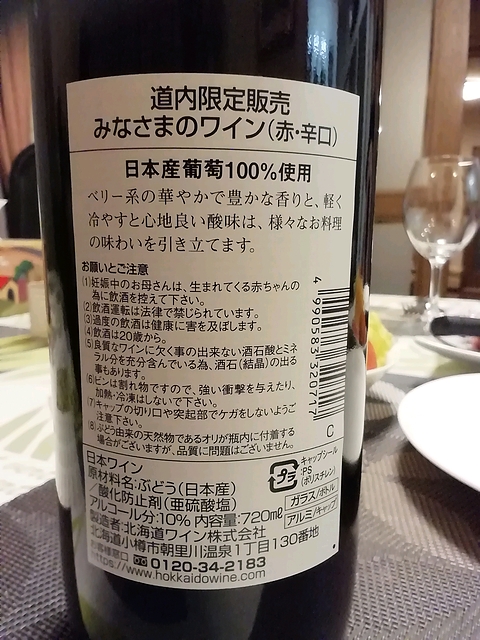 道内限定販売
みなさまのワイン(赤・辛口)
日本産葡萄100%使用
ベリー系の華やかで豊かな香りと、軽く
冷やすと心地良い酸味は、様々なお料理
の味わいを引き立てます。
お願いとご注意
(1)妊娠中のお母さんは、生まれてくる赤ちゃんの
為に飲酒を控えて下さい。
(2)飲酒運転は法律で禁じられています。
(3)過度の飲酒は健康に害を及ぼします。
(4)飲酒は20歳から。
(5)良質なワインに欠く事の出来ない酒石酸とミネ
ラル分を充分含んでいる為、酒石(結晶)の出る
事もあります。
(6)ビンは割れ物ですので、強い衝撃を与えたり、
加熱・冷凍はしないで下さい。
(7)キャップの切り口や突起部でケガをしないようご
注意下さい。
(8)ぶどう由来の天然物であるオリが瓶内に付着する
場合がございますが、品質に問題はございません。
4990583350717
C
日本ワイン
原材料名:ぶどう(日本産)
酸化防止剤(亜硫酸塩)
アルコール分:10% 内容量:720mℓ
製造者:北海道ワイン株式会社
北海道小樽市朝里川温泉1丁目130番地
お客様窓口 0120-34-2183
https://www.hokkaidowine.com
プラ
キャップシール
:PS
(ポリスチレン)
ガラス/ボトル
アルミ/キャップ